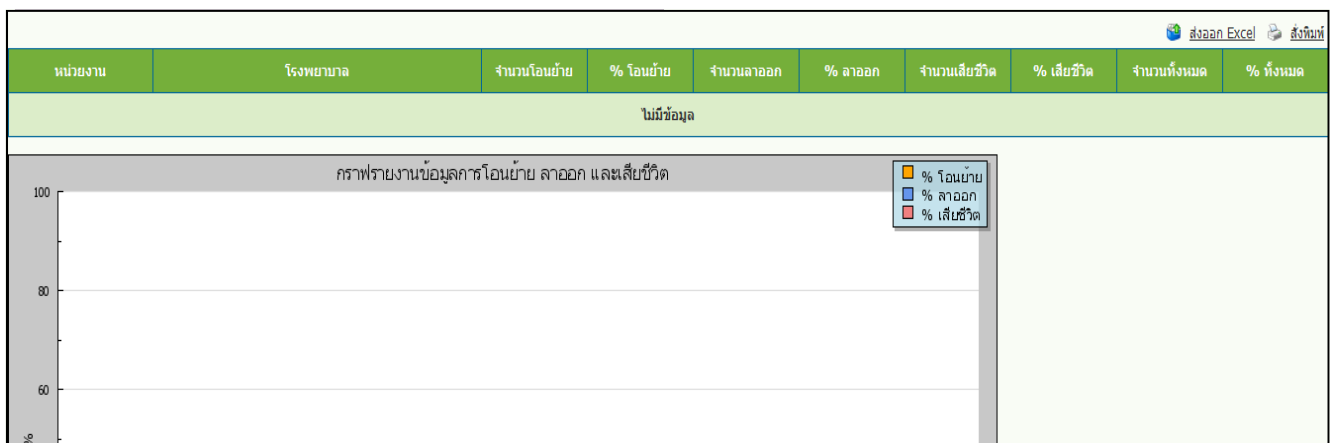 ส่งออก Excel สั่งพิมพ์
หน่วยงาน โรงพยาบาล จำนวนโอนย้าย % โอนย้าย จำนวนลาออก % ลาออก จำนวนเสียชีวิต % เสียชีวิต จำนวนทั้งหมด % ทั้งหมด
ไม่มีข้อมูล
กราฟรายงานข้อมูลการโอนย้าย ลาออก และเสียชีวิต
% โอนย้าย
% ลาออก
% เสียชีวิต
100
80
60
%